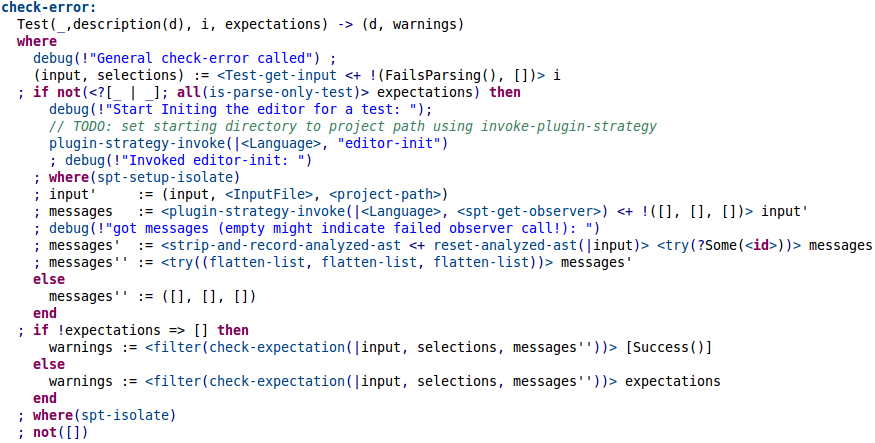 check-error:
  Test(_,description(d), i, expectations) -> (d, warnings)
  where
    debug(!"General check-error called") ;
    (input, selections) := <Test-get-input <+ !(FailsParsing(), [])> i
  ; if not(<?[_ | _]; all(is-parse-only-test)> expectations) then
      debug(!"Start Initing the editor for a test: ");
      // TODO: set starting directory to project path using invoke-plugin-strategy
      plugin-strategy-invoke(|<Language>, "editor-init")
      ; debug(!"Invoked editor-init: ")
    ; where(spt-setup-isolate)
    ; input'     := (input, <InputFile>, <project-path>)
    ; messages   := <plugin-strategy-invoke(|<Language>, <spt-get-observer>) <+ !([], [], [])> input'
    ; debug(!"got messages (empty might indicate failed observer call!): ")
    ; messages'  := <strip-and-record-analyzed-ast <+ reset-analyzed-ast(|input)> <try(?Some(<id>))> messages
    ; messages'' := <try((flatten-list, flatten-list, flatten-list))> messages'
    else
      messages'' := ([], [], [])
    end
  ; if !expectations => [] then
      warnings := <filter(check-expectation(|input, selections, messages''))> [Success()]
    else
      warnings := <filter(check-expectation(|input, selections, messages''))> expectations
    end
  ; where(spt-isolate)
  ; not([])